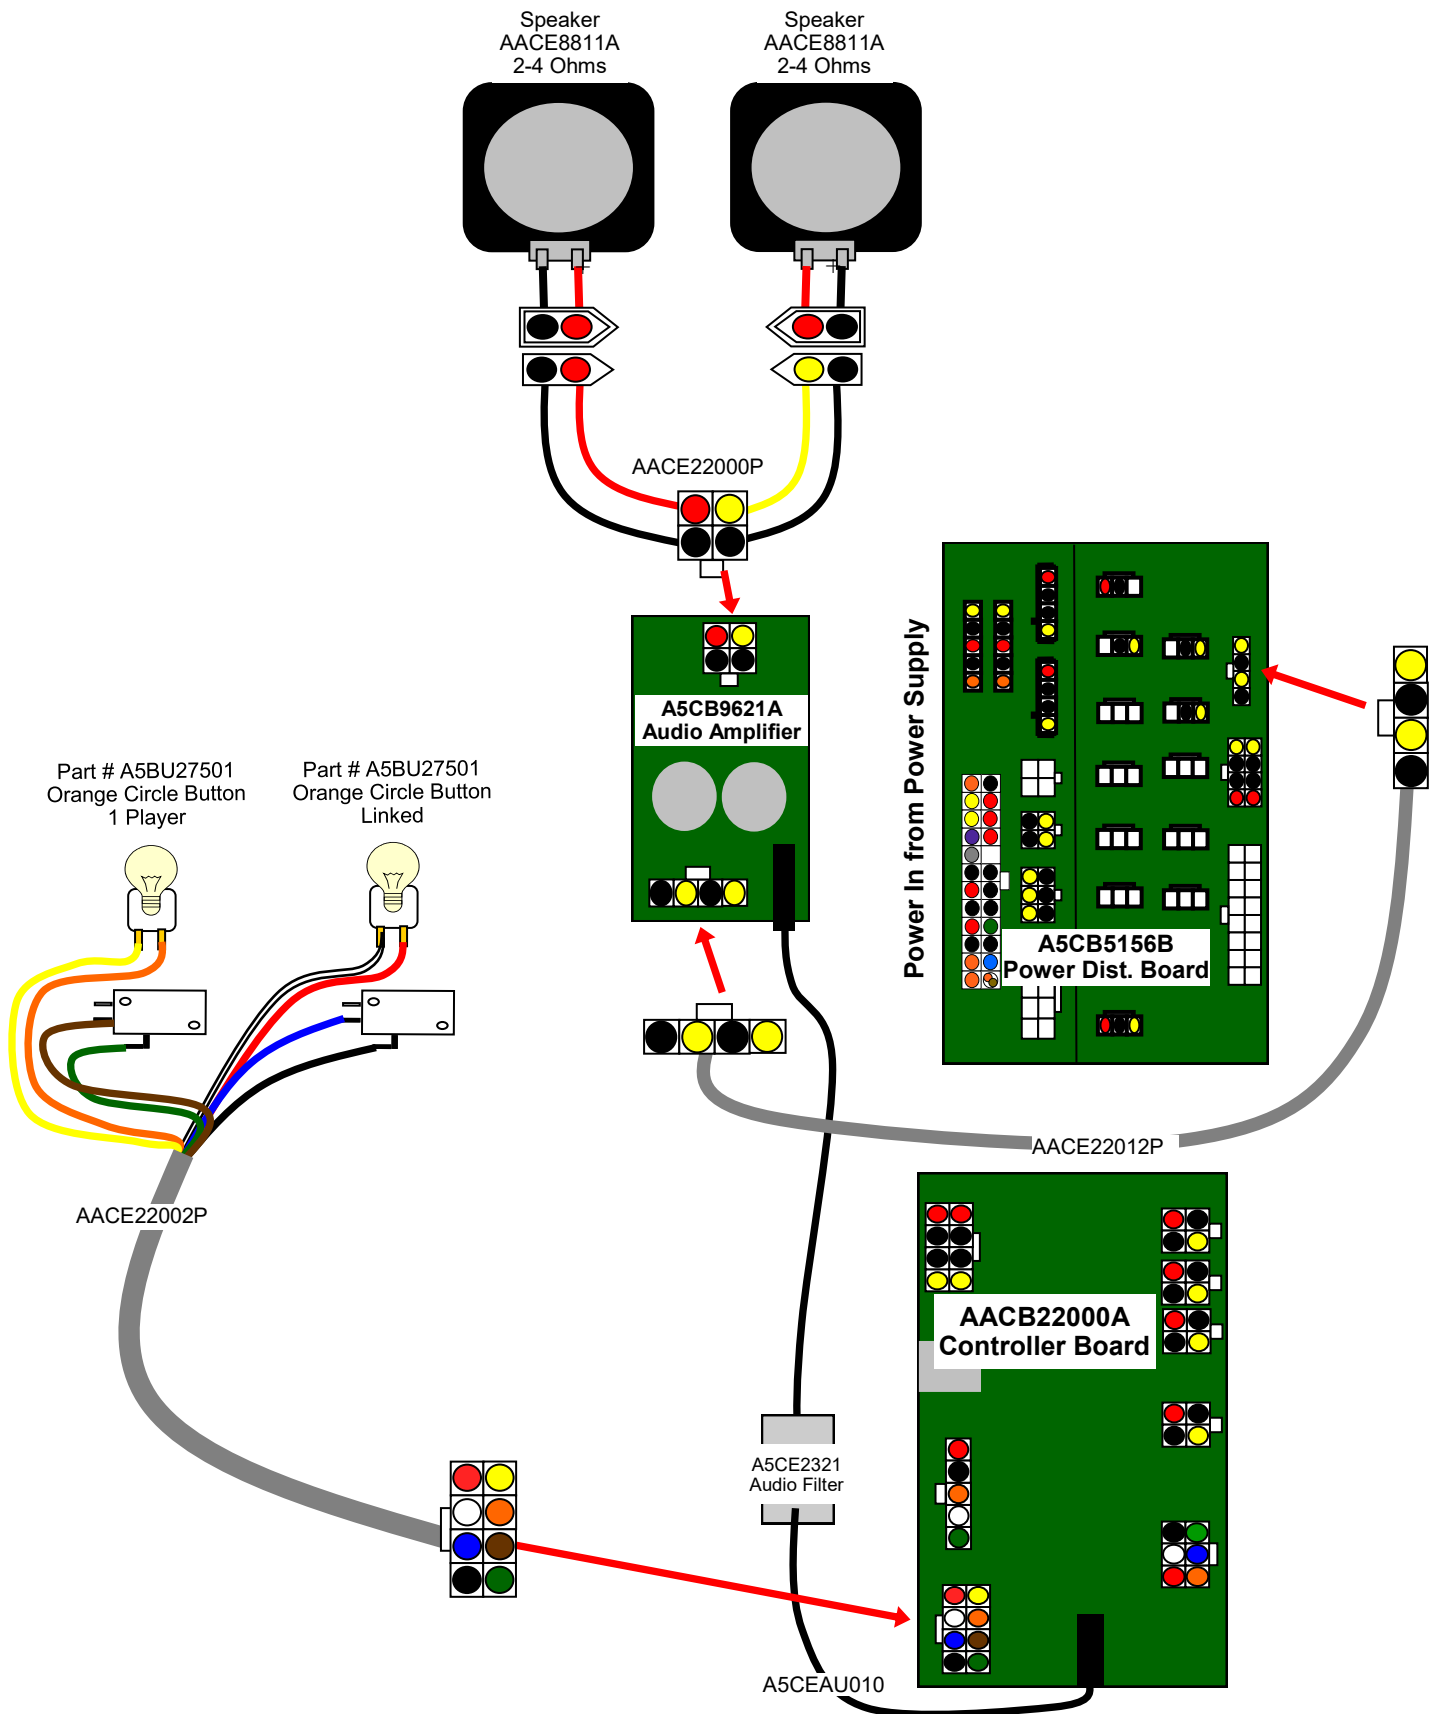 Speaker
AACE8811A
2-4 Ohms
Speaker
AACE8811A
2-4 Ohms
AACE22000P
A5CB9621A
Audio Amplifier
Power In from Power Supply
A5CB5156B
Power Dist. Board
Part # A5BU27501
Orange Circle Button
1 Player
Part # A5BU27501
Orange Circle Button
Linked
AACE22012P
AACE22002P
AACB22000A
Controller Board
A5CE2321
Audio Filter
A5CEAU010